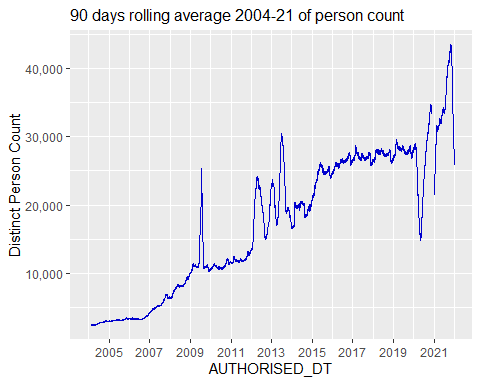 90 days rolling average 2004-21 of person count
Distinct Person Count
40,000
30,000
20,000
10,000
2005 2007 2009 2011 2013 2015 2017 2019 2021
AUTHORISED_DT